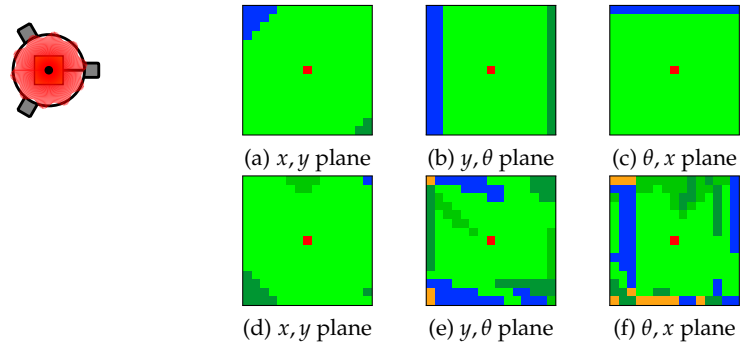 (a) x, y plane (b) y, θ plane (c) θ, x plane
(d) x, y plane (e) y, θ plane (f) θ, x plane